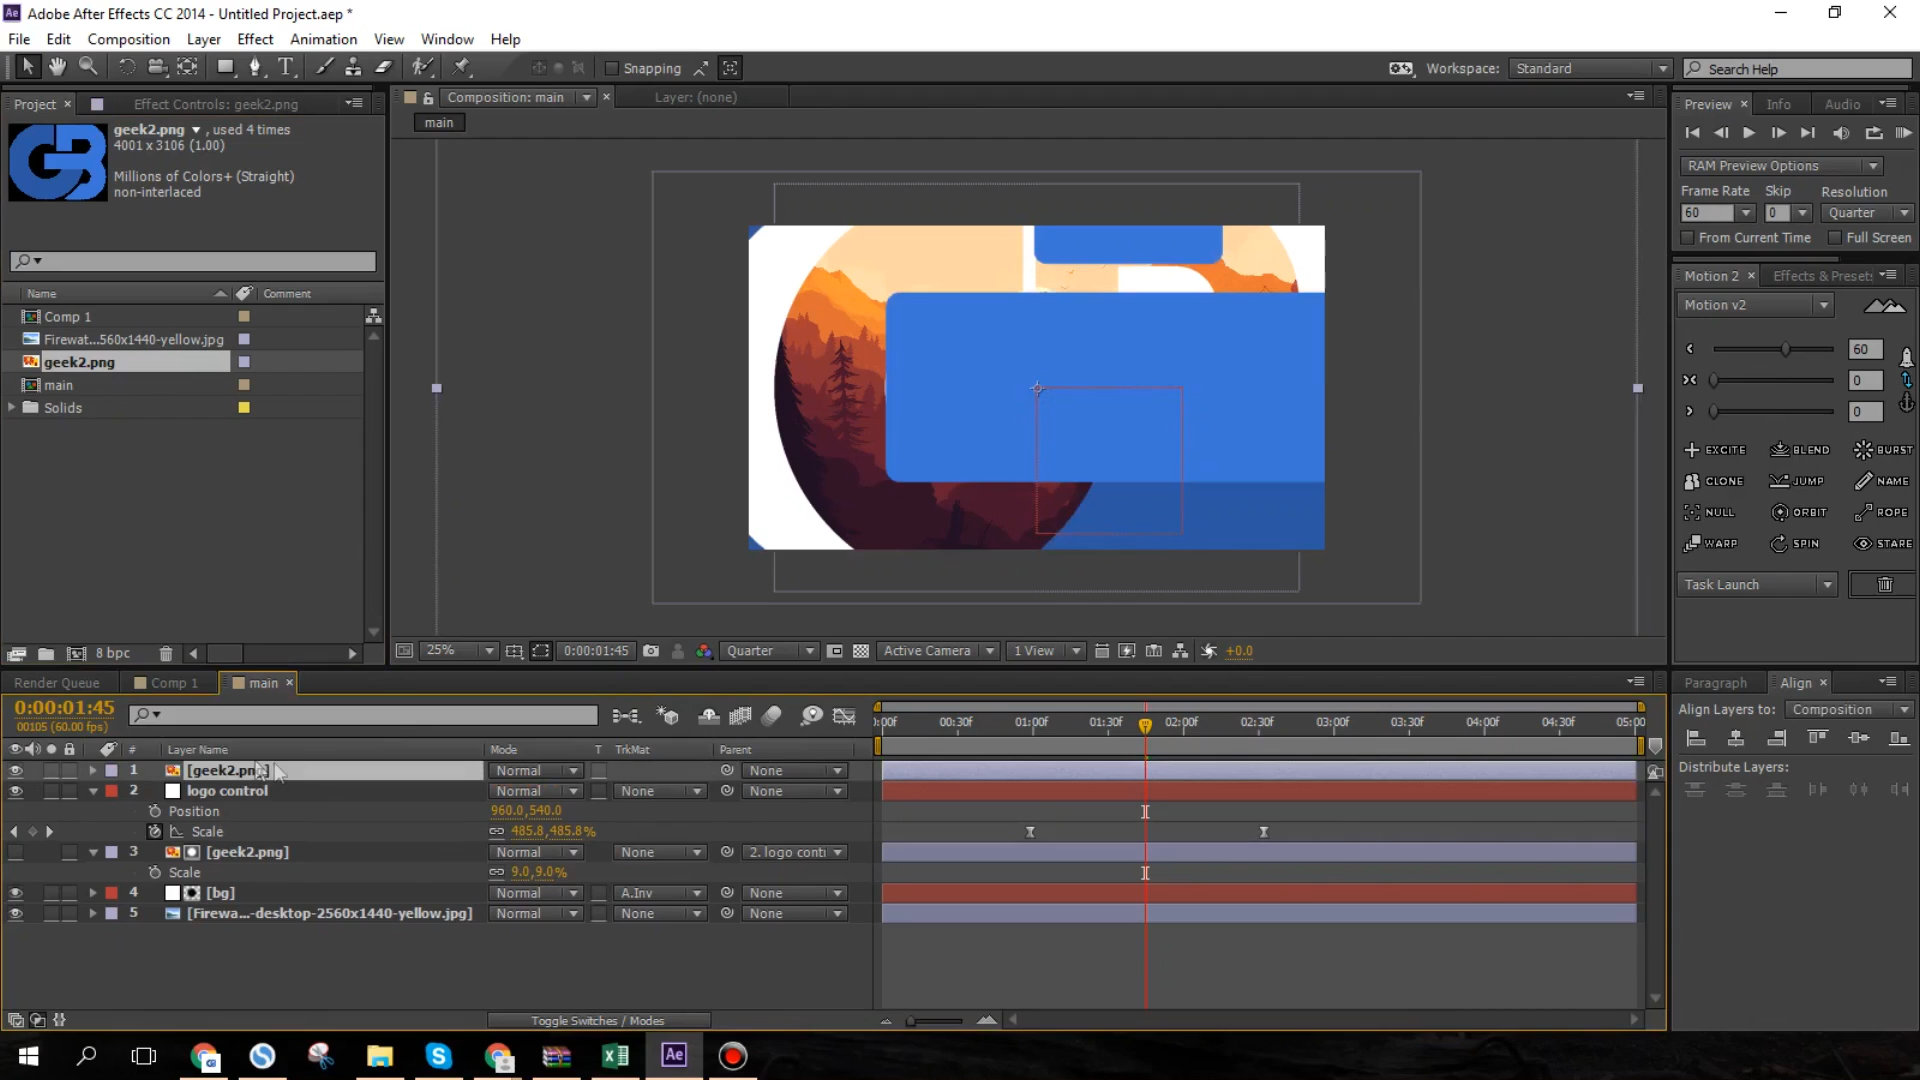 Adobe After Effects CC 2014 - Untitled Project.aep *
File Edit Composition Layer Effect Animation View Window Help
Snapping
Workspace: Standard
Search Help
Project
Effect Controls: geek2.png
Composition: main
Layer: (none)
main
geek2.png , used 4 times
4001 x 3106 (1.00)
Millions of Colors+ (Straight)
non-interlaced
Name Comment
Comp 1
Firewat...560x1440-yellow.jpg
geek2.png
main
Solids
8 bpc
25%
0:00:01:45
Quarter
Active Camera
1 View
+0.0
Preview Info Audio
RAM Preview Options
Frame Rate Skip Resolution
60 0 Quarter
From Current Time Full Screen
Motion 2 Effects & Presets
Motion v2
60
0
0
EXCITE BLEND BURST
CLONE JUMP NAME
NULL ORBIT ROPE
WARP SPIN STARE
Task Launch
Paragraph Align
Align Layers to: Composition
Distribute Layers:
Render Queue Comp 1 main
0:00:01:45
00105 (60.00 fps)
# Layer Name Mode T TrkMat Parent
1 [geek2.png] Normal None
2 logo control Normal None None
Position 960.0,540.0
Scale 485.8,485.8%
3 [geek2.png] Normal None 2. logo conti
Scale 9.0,9.0%
4 [bg] Normal A.Inv None
5 [Firewa...-desktop-2560x1440-yellow.jpg] Normal None None
):00f 00:30f 01:00f 01:30f 02:00f 02:30f 03:00f 03:30f 04:00f 04:30f 05:00
Toggle Switches / Modes